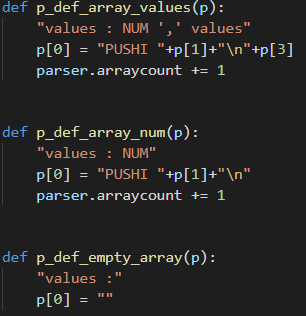 def p_def_array_values(p):
    "values : NUM ',' values"
    p[0] = "PUSHI "+p[1]+"\n"+p[3]
    parser.arraycount += 1
def p_def_array_num(p):
    "values : NUM"
    p[0] = "PUSHI "+p[1]+"\n"
    parser.arraycount += 1
def p_def_empty_array(p):
    "values :"
    p[0] = ""